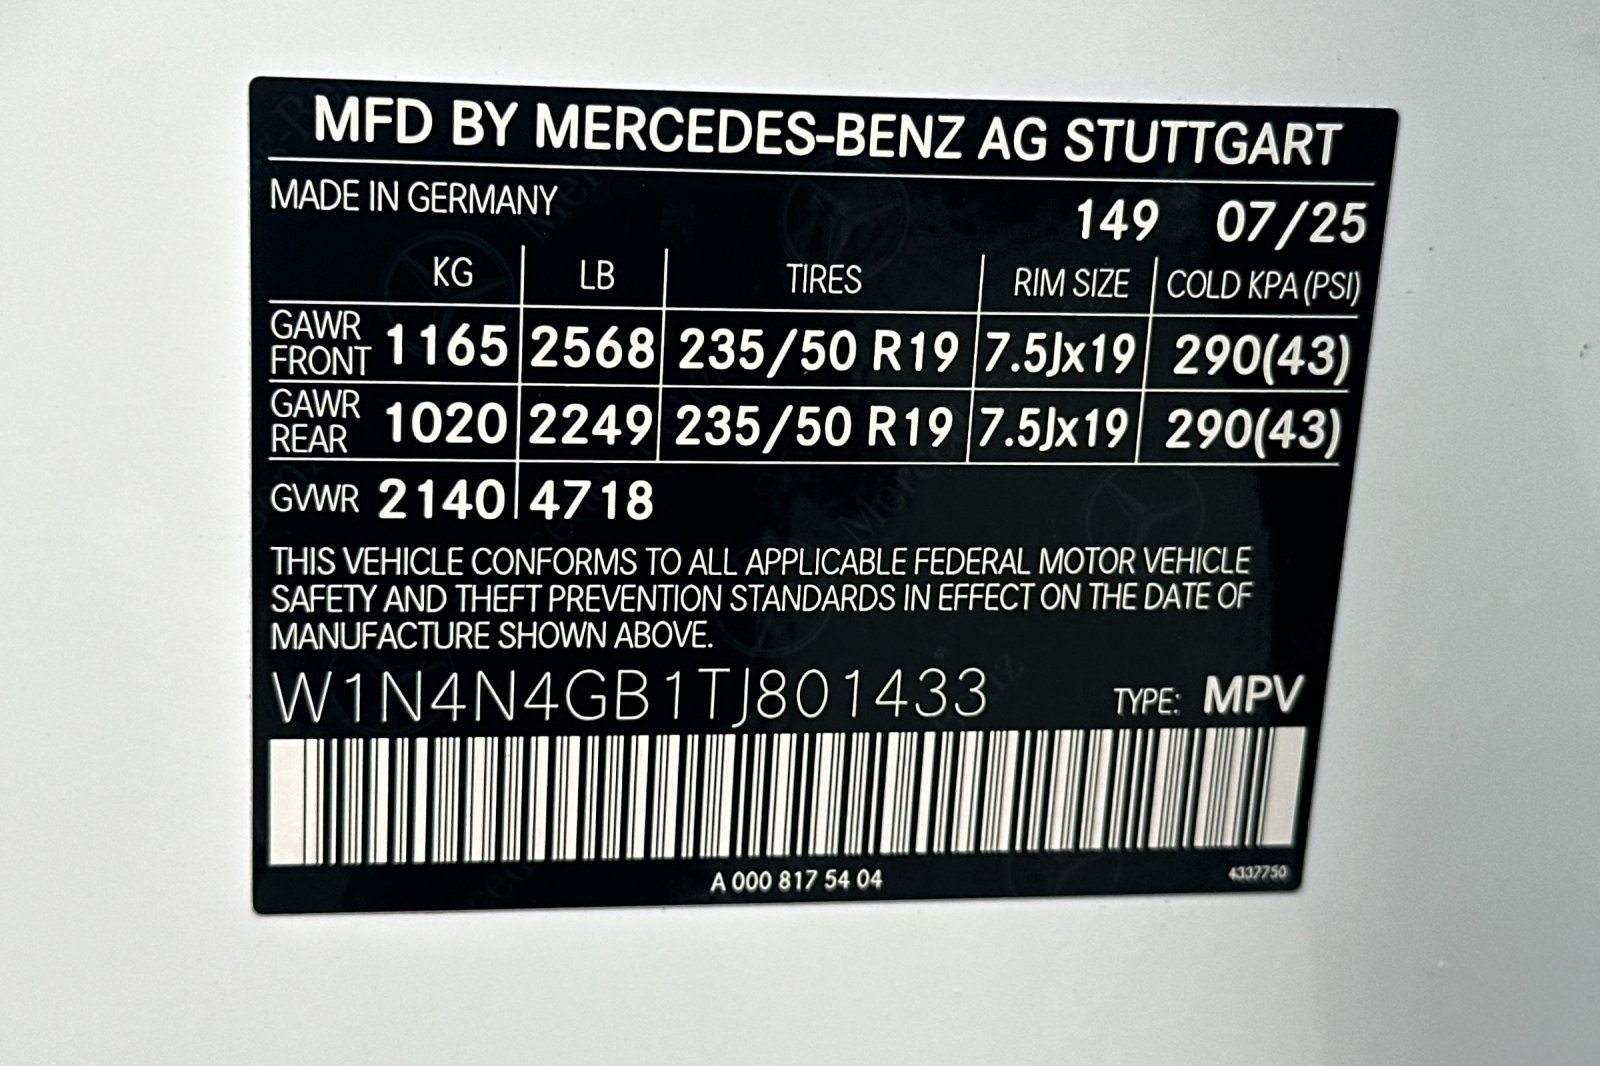 MFD BY MERCEDES-BENZ AG STUTTGART
MADE IN GERMANY
149 07/25
KG LB TIRES RIM SIZE COLD KPA (PSI)
GAWR FRONT 1165 2568 235/50 R19 7.5Jx19 290(43)
GAWR REAR 1020 2249 235/50 R19 7.5Jx19 290(43)
GVWR 2140 4718
THIS VEHICLE CONFORMS TO ALL APPLICABLE FEDERAL MOTOR VEHICLE
SAFETY AND THEFT PREVENTION STANDARDS IN EFFECT ON THE DATE OF
MANUFACTURE SHOWN ABOVE.
W1N4N4GB1TJ801433 TYPE: MPV
A 000 817 54 04 4337750